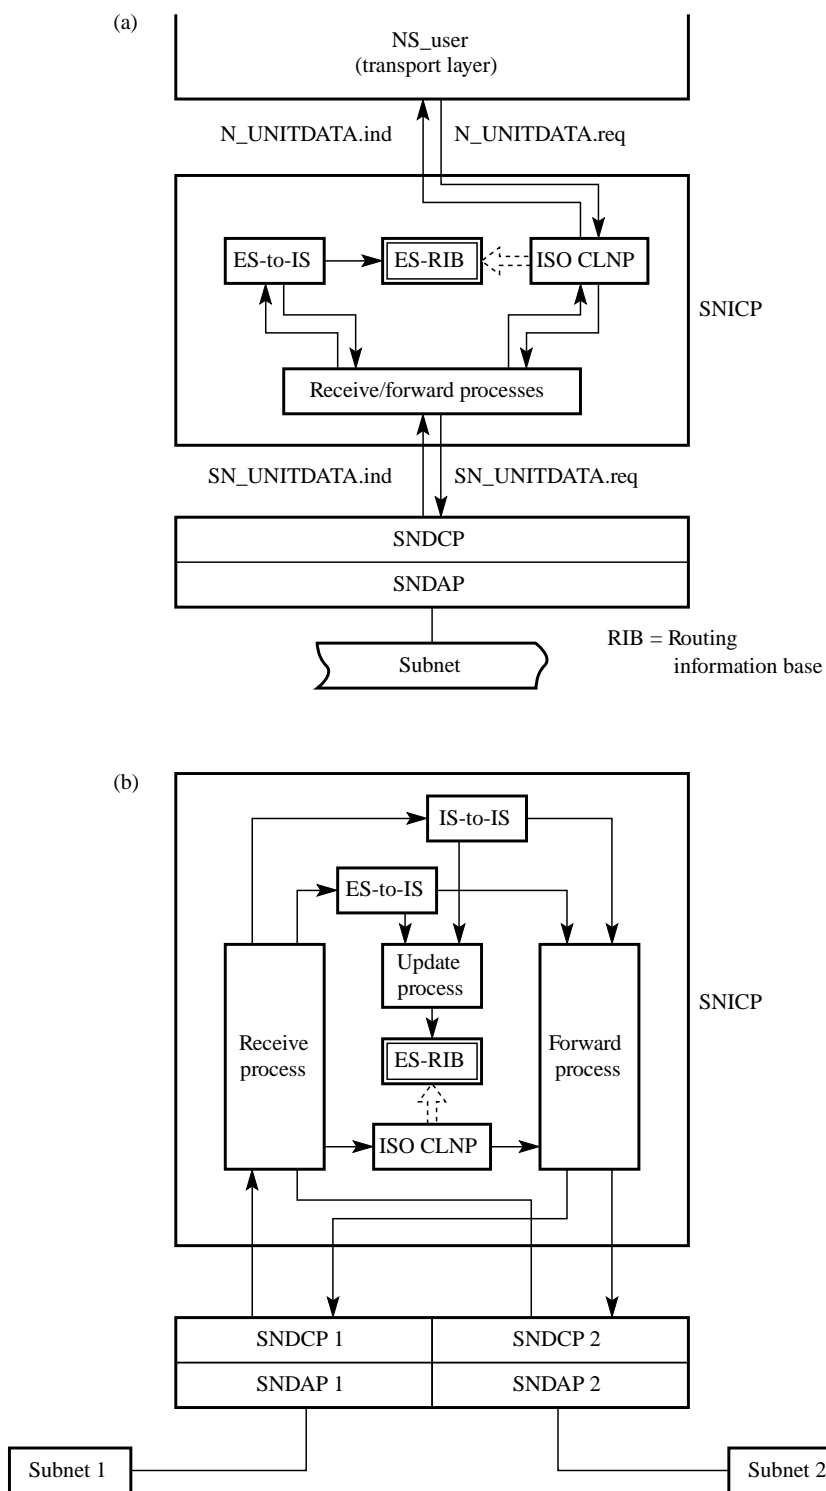 (a)
NS_user
(transport layer)
N_UNITDATA.ind
N_UNITDATA.req
ES-to-IS
ES-RIB
ISO CLNP
SNICP
Receive/forward processes
SN_UNITDATA.ind
SN_UNITDATA.req
SNDCP
SNDAP
RIB = Routing
information base
Subnet
(b)
IS-to-IS
ES-to-IS
Update
process
SNICP
Receive
process
ES-RIB
Forward
process
ISO CLNP
SNDCP 1
SNDCP 2
SNDAP 1
SNDAP 2
Subnet 1
Subnet 2